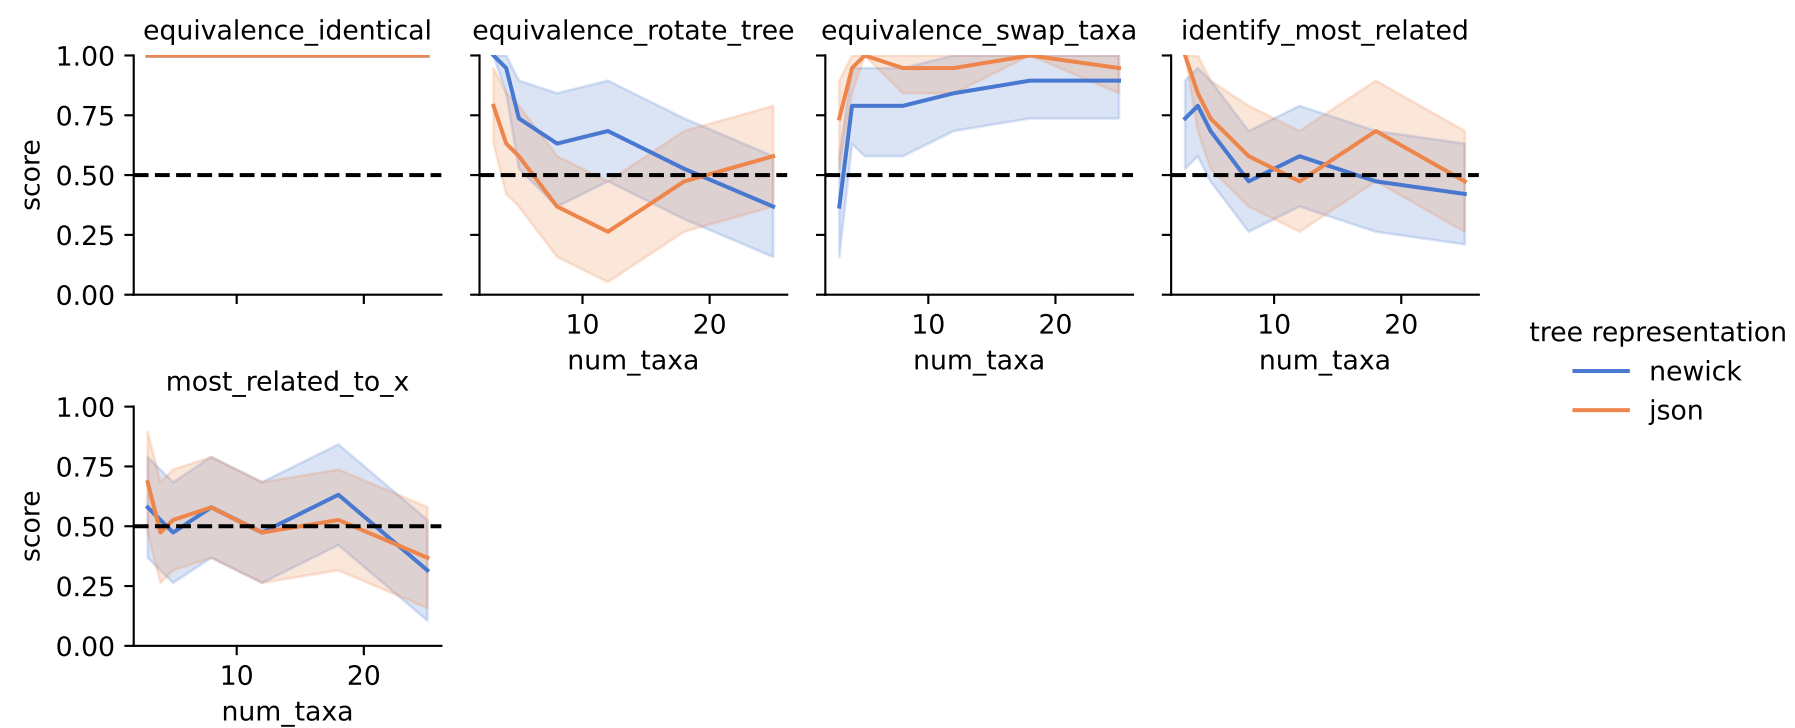 equivalence_identical
equivalence_rotate_tree
equivalence_swap_taxa
identify_most_related
1.00
0.75
0.50
0.25
0.00
score
10
20
num_taxa
10
20
num_taxa
10
20
num_taxa
tree representation
newick
json
most_related_to_x
1.00
0.75
0.50
0.25
0.00
score
10
20
num_taxa